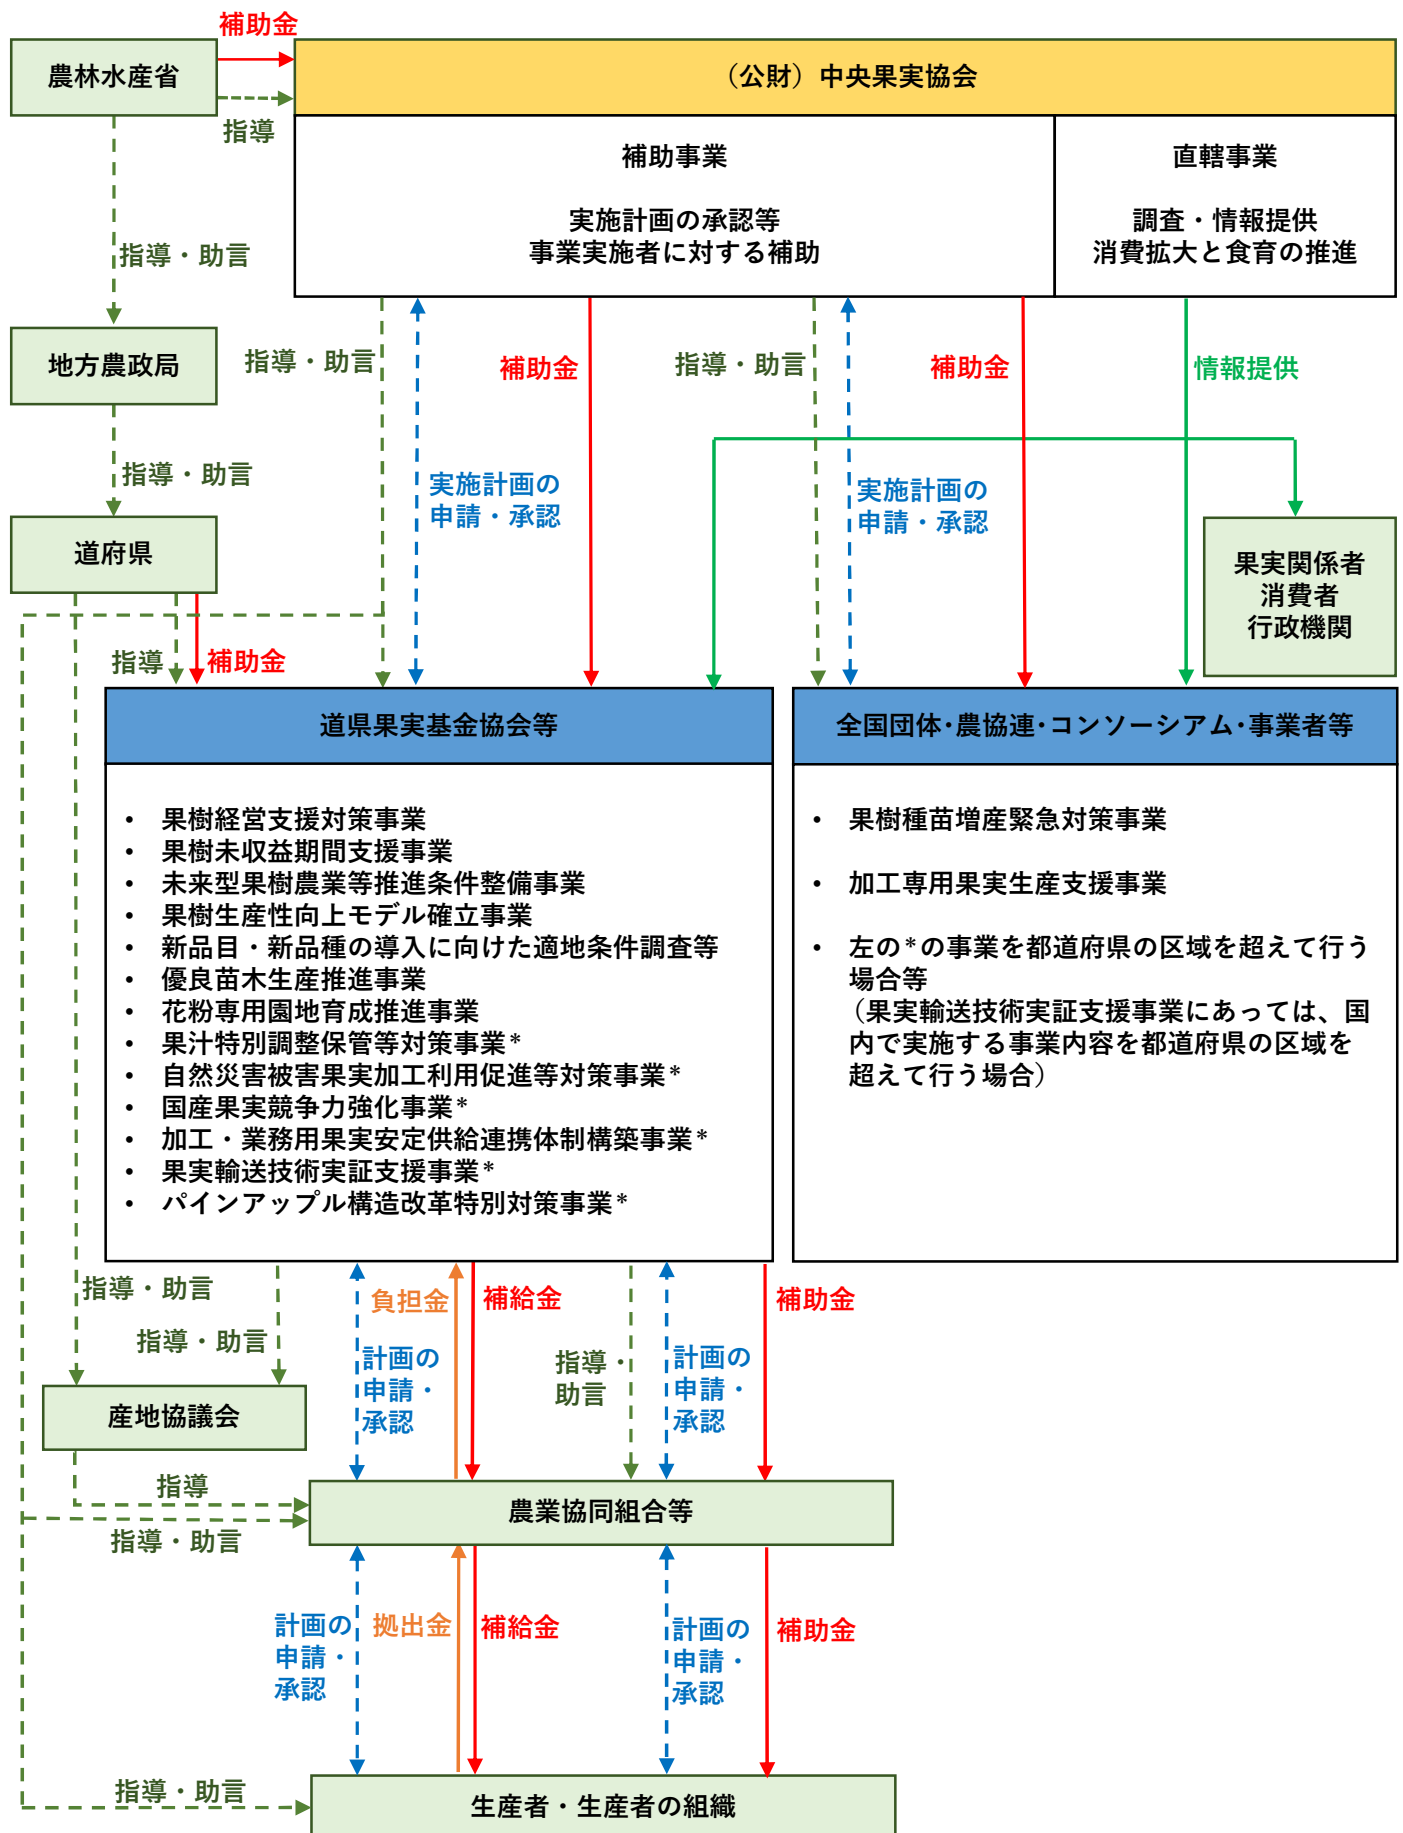 補助金
農林水産省
（公財）中央果実協会
指導
補助事業
実施計画の承認等
事業実施者に対する補助
直轄事業
調査・情報提供
消費拡大と食育の推進
指導・助言
地方農政局
指導・助言
補助金
指導・助言
補助金
情報提供
指導・助言
実施計画の
申請・承認
実施計画の
申請・承認
道府県
果実関係者
消費者
行政機関
指導
補助金
道県果実基金協会等
• 果樹経営支援対策事業
• 果樹未収益期間支援事業
• 未来型果樹農業等推進条件整備事業
• 果樹生産性向上モデル確立事業
• 新品目・新品種の導入に向けた適地条件調査等
• 優良苗木生産推進事業
• 花粉専用園地育成推進事業
• 果汁特別調整保管等対策事業*
• 自然災害被害果実加工利用促進等対策事業*
• 国産果実競争力強化事業*
• 加工・業務用果実安定供給連携体制構築事業*
• 果実輸送技術実証支援事業*
• パインアップル構造改革特別対策事業*
全国団体・農協連・コンソーシアム・事業者等
• 果樹種苗増産緊急対策事業
• 加工専用果実生産支援事業
• 左の*の事業を都道府県の区域を超えて行う
場合等
（果実輸送技術実証支援事業にあっては、国
内で実施する事業内容を都道府県の区域を
超えて行う場合）
指導・助言
指導・助言
負担金
補給金
計画の
申請・
承認
指導・
助言
計画の
申請・
承認
補助金
産地協議会
指導
農業協同組合等
指導・助言
計画の
申請・
承認
拠出金
補給金
計画の
申請・
承認
補助金
指導・助言
生産者・生産者の組織